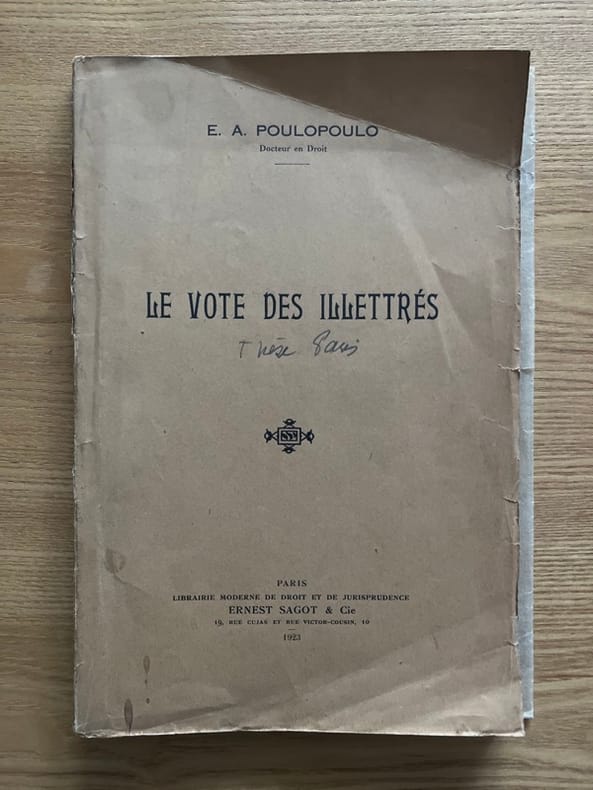 E. A. POULOPOULO
Docteur en Droit
LE VOTE DES ILLETTRÉS
Thèse Paris
PARIS
LIBRAIRIE MODERNE DE DROIT ET DE JURISPRUDENCE
ERNEST SAGOT & Cie
19, RUE CUJAS ET RUE VICTOR-COUSIN, 10
1923